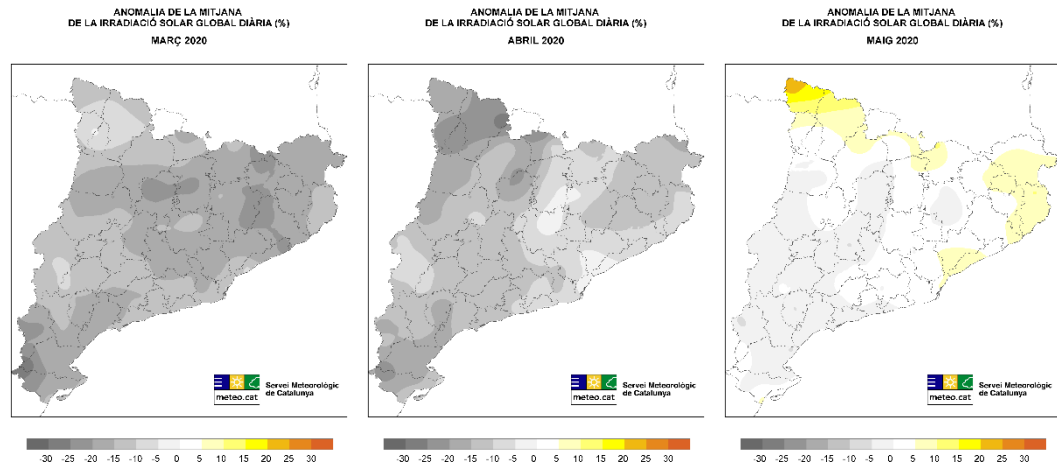 ANOMALIA DE LA MITJANA
DE LA IRRADIACIÓ SOLAR GLOBAL DIÀRIA (%)
MARÇ 2020
Servei Meteorològic
de Catalunya
meteo.cat
-30 -25 -20 -15 -10 -5 0 5 10 15 20 25 30
ANOMALIA DE LA MITJANA
DE LA IRRADIACIÓ SOLAR GLOBAL DIÀRIA (%)
ABRIL 2020
Servei Meteorològic
de Catalunya
meteo.cat
-30 -25 -20 -15 -10 -5 0 5 10 15 20 25 30
ANOMALIA DE LA MITJANA
DE LA IRRADIACIÓ SOLAR GLOBAL DIÀRIA (%)
MAIG 2020
Servei Meteorològic
de Catalunya
meteo.cat
-30 -25 -20 -15 -10 -5 0 5 10 15 20 25 30